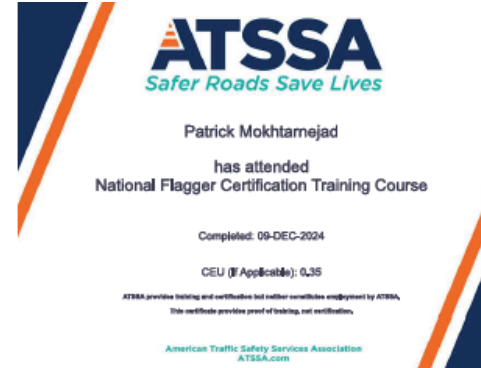 ATSSA
Safer Roads Save Lives
Patrick Mokhtarnejad
has attended
National Flagger Certification Training Course
Completed: 09-DEC-2024
CEU (If Applicable): 0.35
ATSSA provides training and certification but neither constitutes employment by ATSSA.
This certificate provides proof of training, not certification.
American Traffic Safety Services Association
ATSSA.com